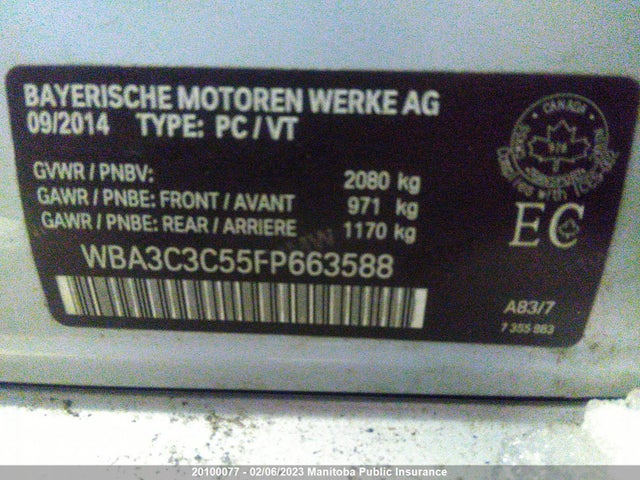 BAYERISCHE MOTOREN WERKE AG
09/2014 TYPE: PC / VT
GVWR / PNBV: 2080 kg
GAWR / PNBE: FRONT / AVANT 971 kg
GAWR / PNBE: REAR / ARRIERE 1170 kg
WBA3C3C55FP663588
CANADA
EC
A83/7
7 355 883
20100077 - 02/06/2023 Manitoba Public Insurance